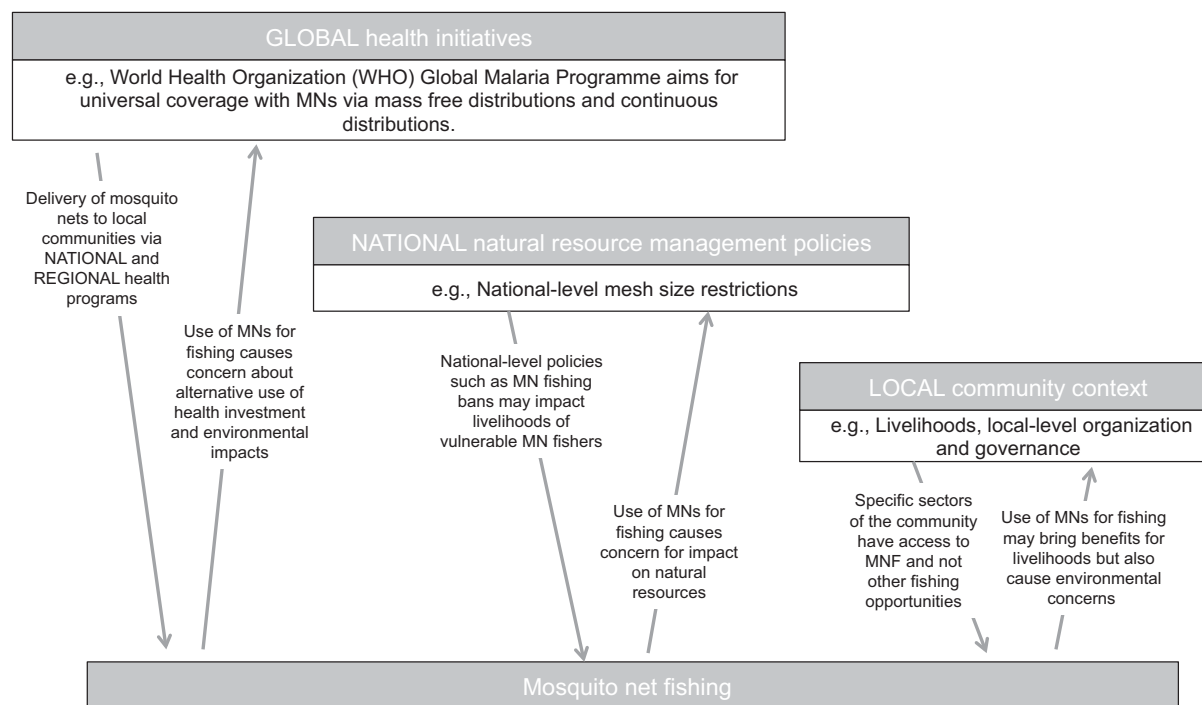 GLOBAL health initiatives
e.g., World Health Organization (WHO) Global Malaria Programme aims for
universal coverage with MNs via mass free distributions and continuous
distributions.
Delivery of mosquito
nets to local
communities via
NATIONAL and
REGIONAL health
programs
Use of MNs for
fishing causes
concern about
alternative use of
health investment
and environmental
impacts
NATIONAL natural resource management policies
e.g., National-level mesh size restrictions
National-level policies
such as MN fishing
bans may impact
livelihoods of
vulnerable MN fishers
Use of MNs for
fishing causes
concern for impact
on natural
resources
LOCAL community context
e.g., Livelihoods, local-level organization
and governance
Specific sectors
of the community
have access to
MNF and not
other fishing
opportunities
Use of MNs for fishing
may bring benefits for
livelihoods but also
cause environmental
concerns
Mosquito net fishing